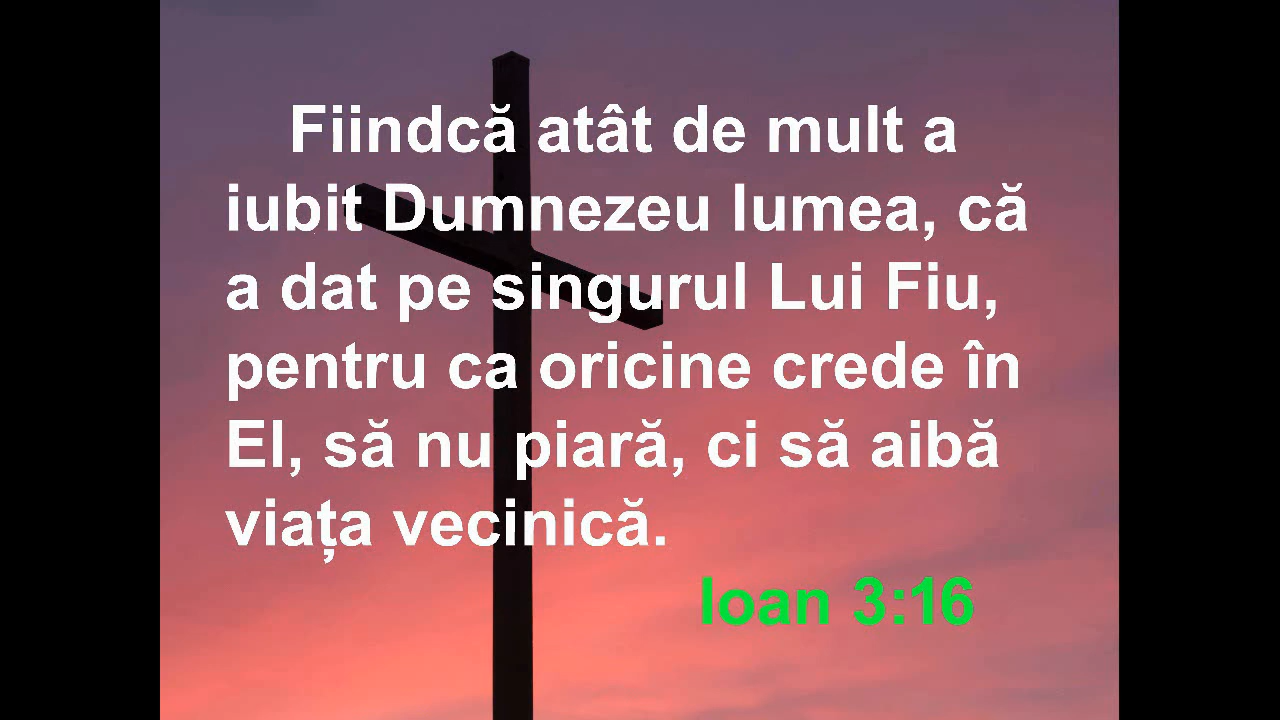 Fiindcă atât de mult a
iubit Dumnezeu lumea, că
a dat pe singurul Lui Fiu,
pentru ca oricine crede în
El, să nu piară, ci să aibă
viața vecinică.
Ioan 3:16